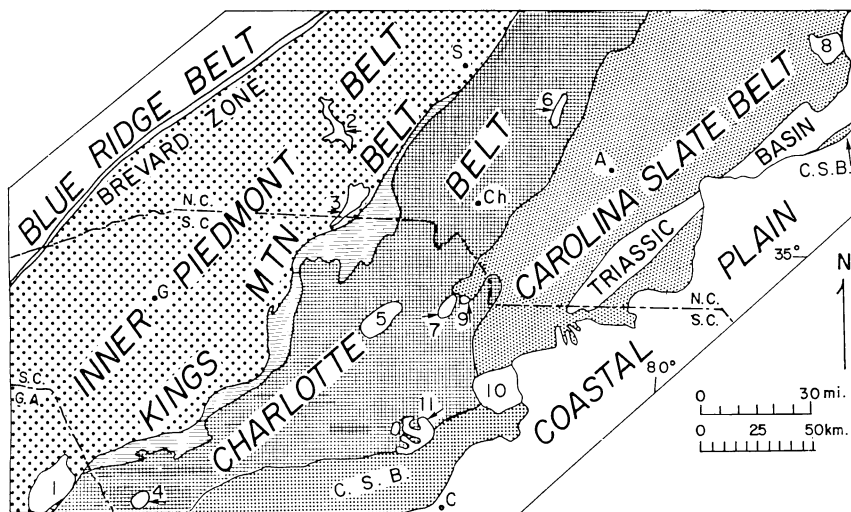 BLUE RIDGE BELT
BREVARD ZONE
INNER PIEDMONT BELT
KINGS MTN BELT
CHARLOTTE BELT
CAROLINA SLATE BELT
TRIASSIC BASIN
COASTAL PLAIN
C.S.B.
C.S.B.
N.C.
S.C.
N.C.
S.C.
S.C.
G.A.
S
Ch
A
G
C
1
2
3
4
5
6
7
8
9
10
11
35°
80°
N
0 30 mi.
0 25 50 km.